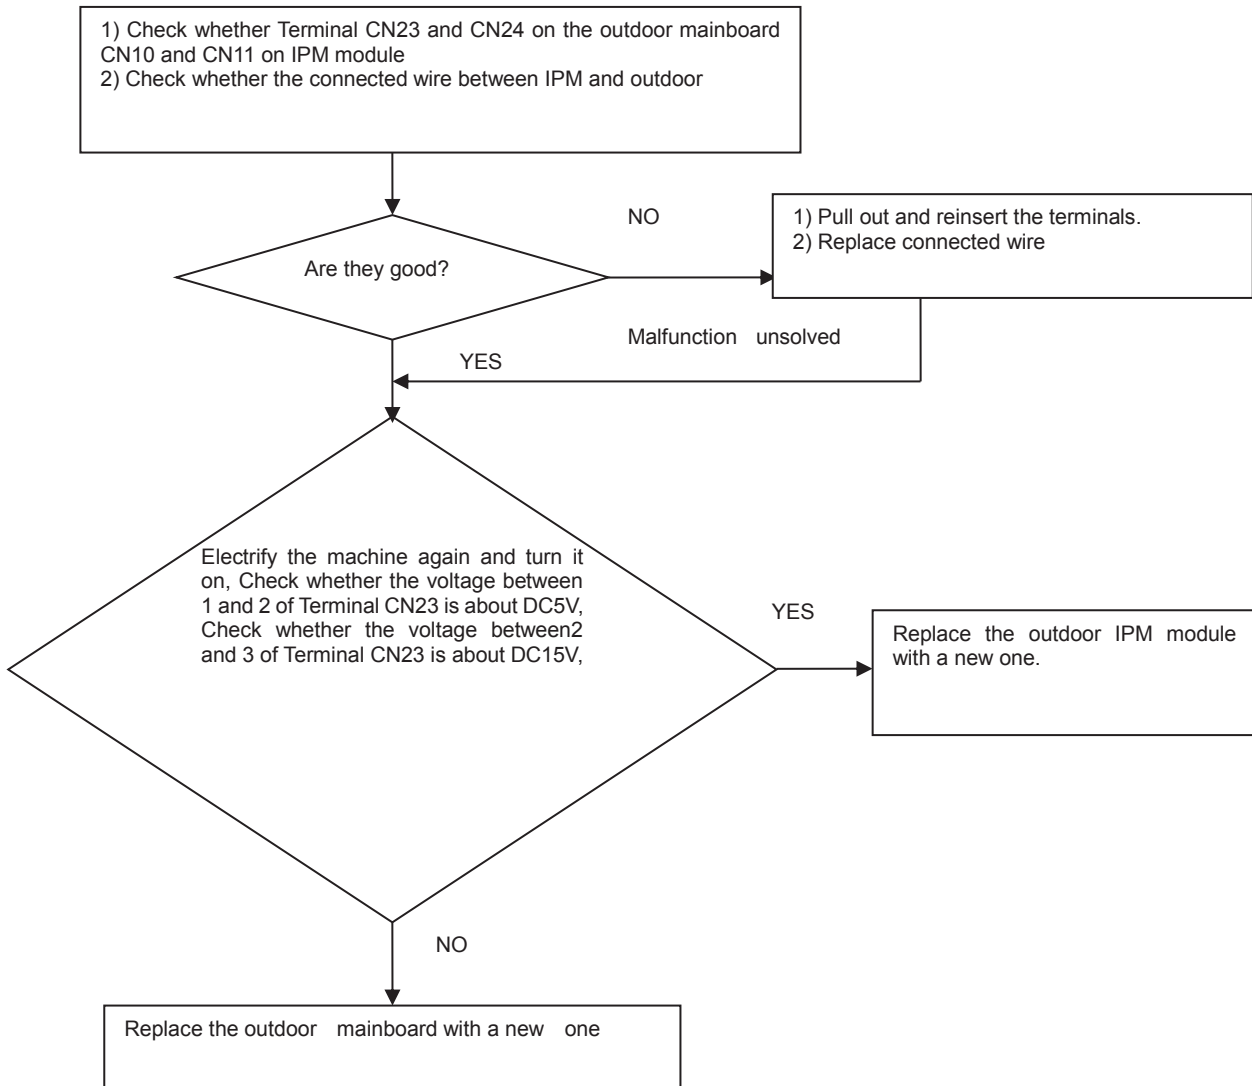 1) Check whether Terminal CN23 and CN24 on the outdoor mainboard
CN10 and CN11 on IPM module
2) Check whether the connected wire between IPM and outdoor
NO
1) Pull out and reinsert the terminals.
2) Replace connected wire
Are they good?
Malfunction unsolved
YES
Electrify the machine again and turn it
on, Check whether the voltage between
1 and 2 of Terminal CN23 is about DC5V,
Check whether the voltage between2
and 3 of Terminal CN23 is about DC15V,
YES
Replace the outdoor IPM module
with a new one.
NO
Replace the outdoor mainboard with a new one